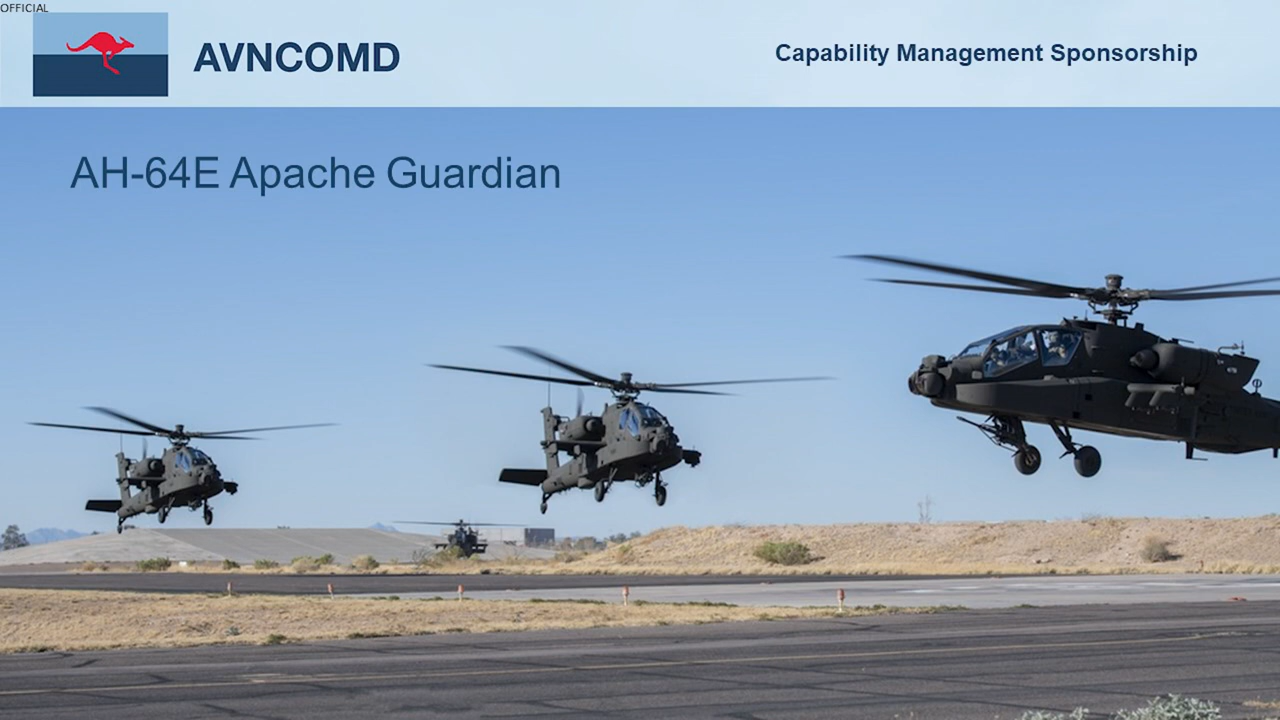 OFFICIAL
AVNCOMD
Capability Management Sponsorship
AH-64E Apache Guardian